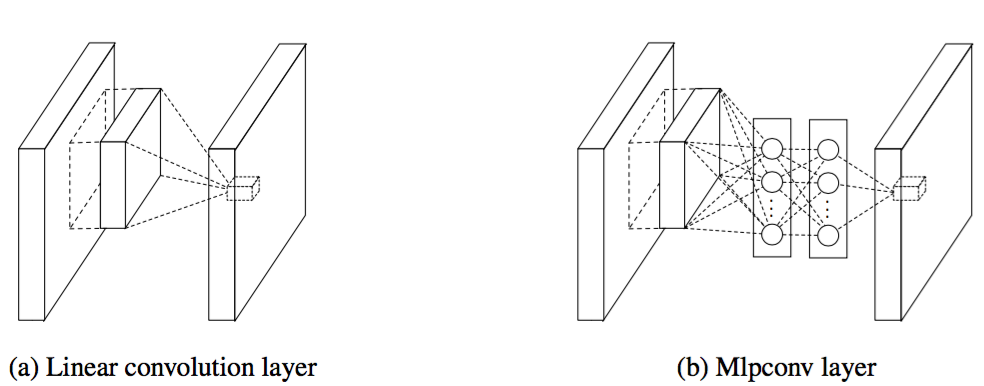 (a) Linear convolution layer
(b) Mlpconv layer